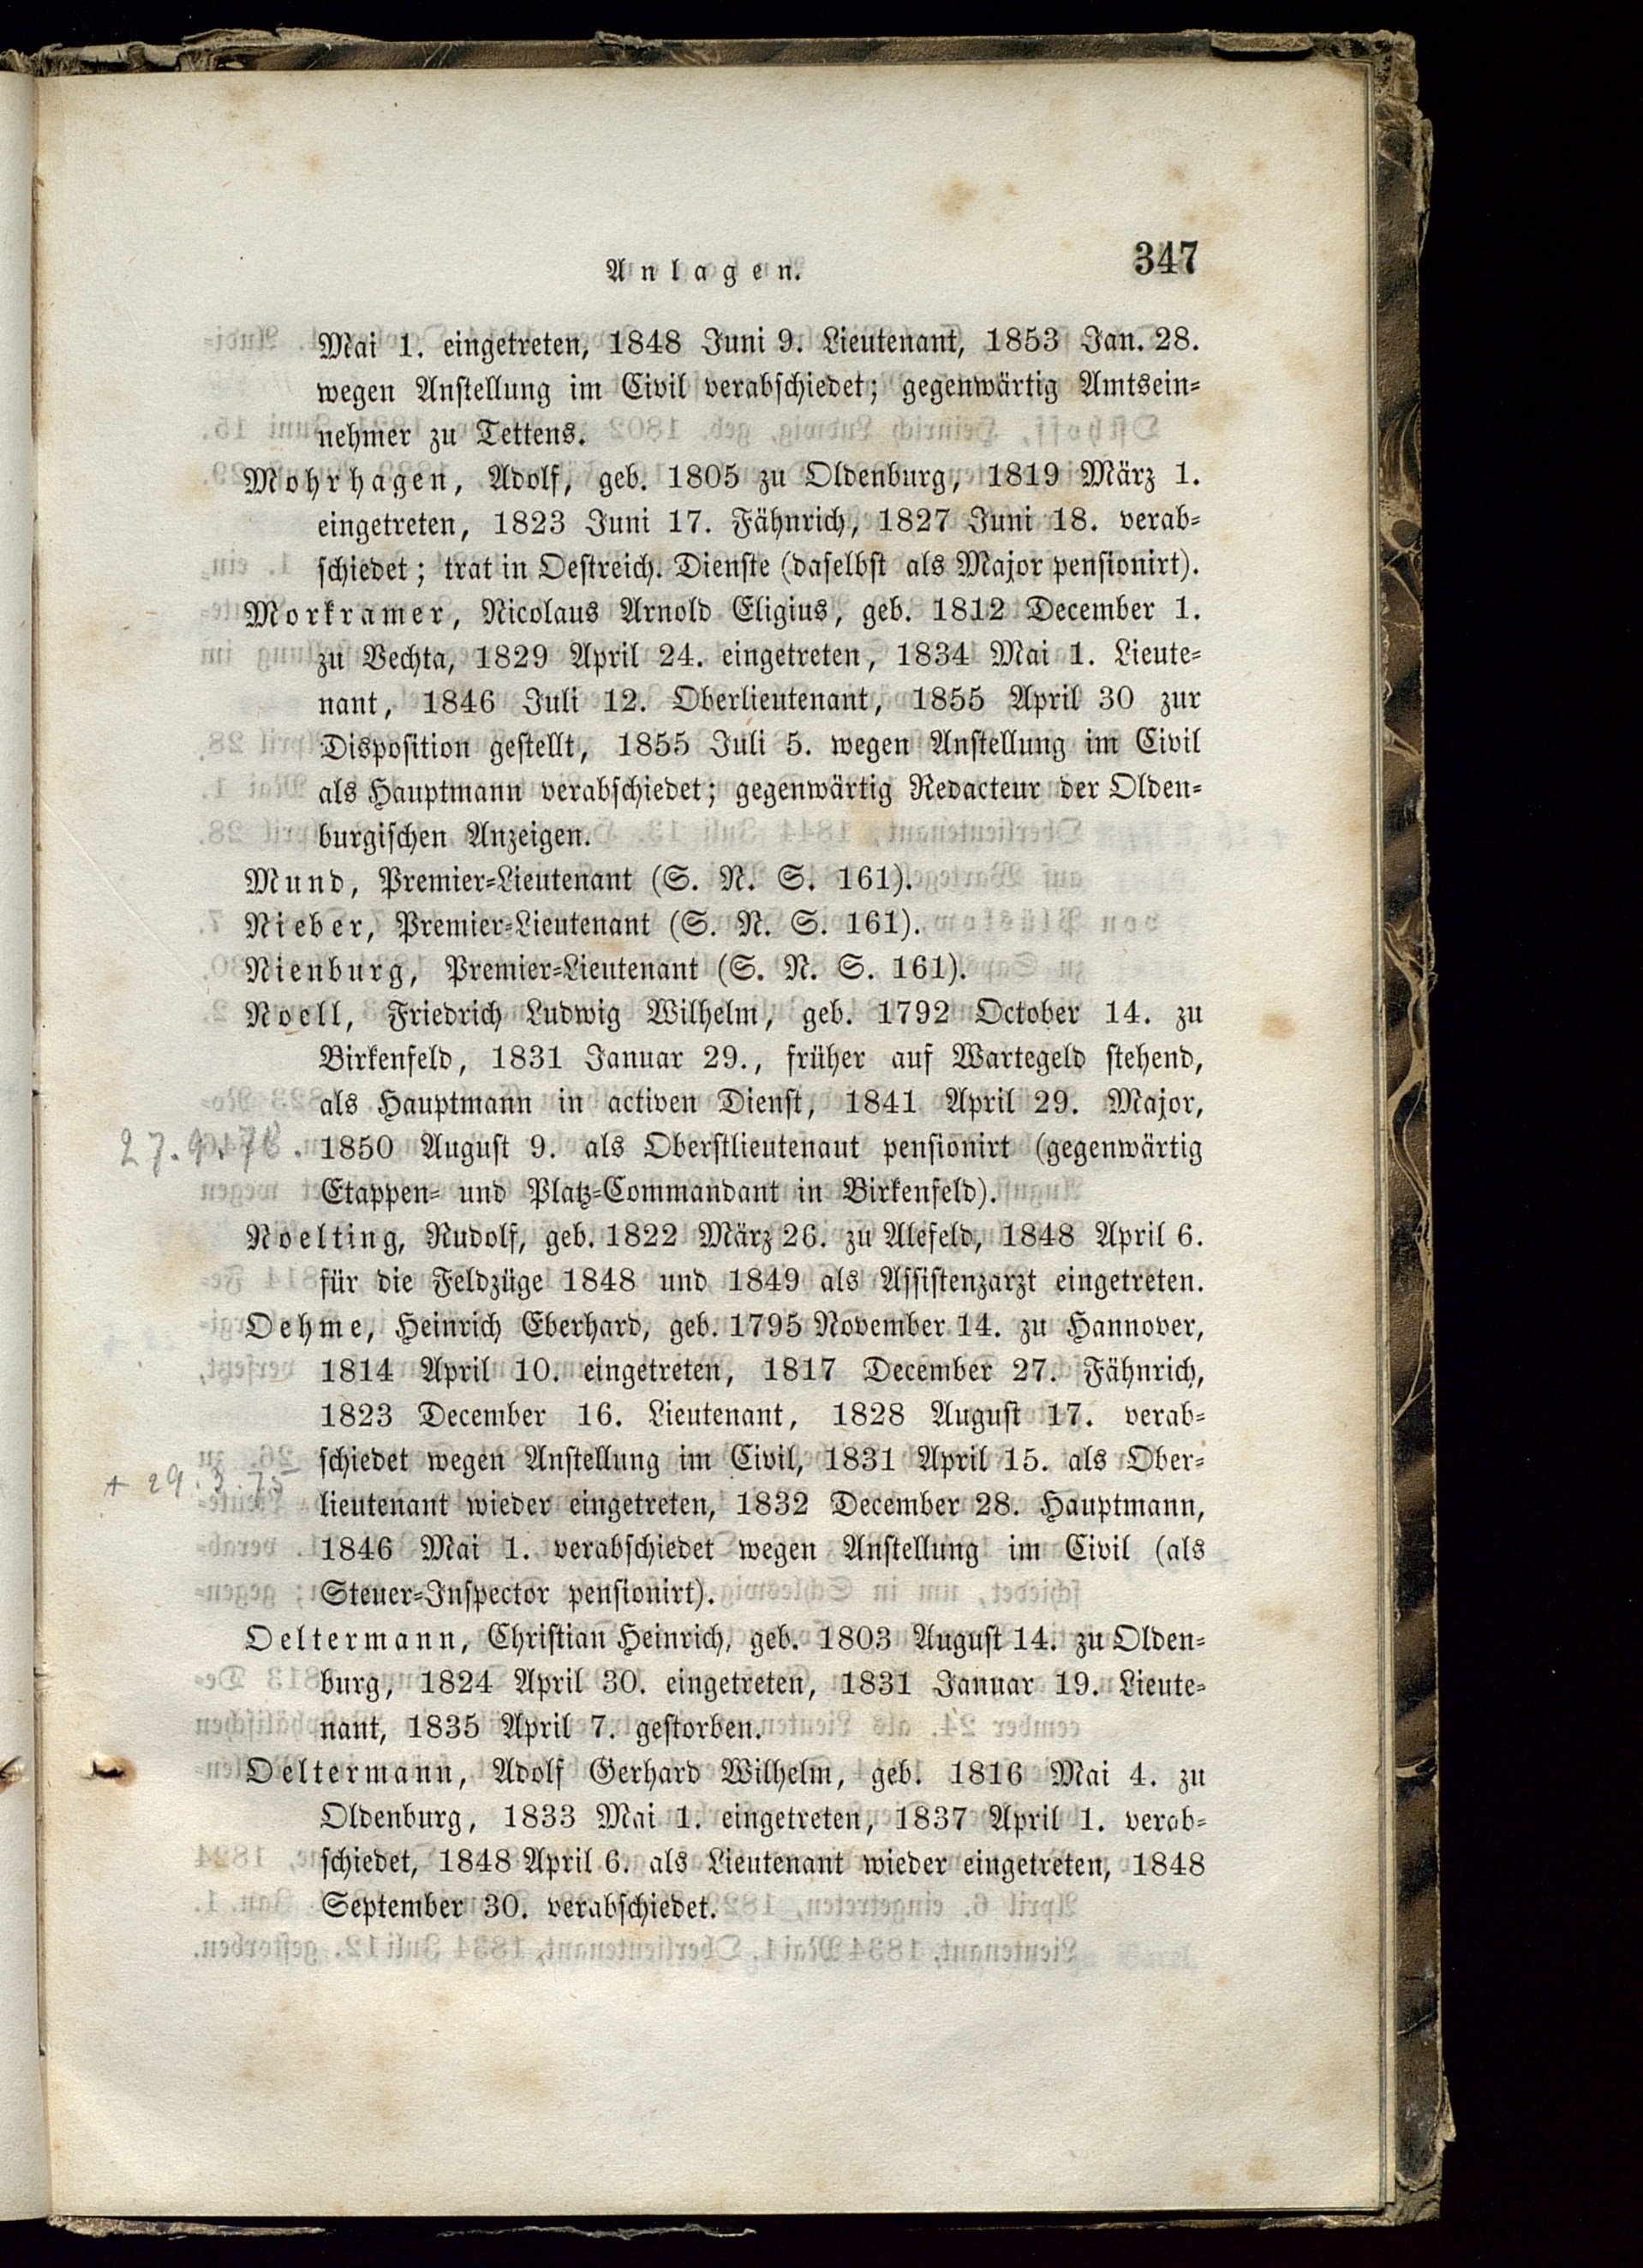 Anlagen. 347
Mai 1. eingetreten, 1848 Juni 9. Lieutenant, 1853 Jan. 28.
wegen Anstellung im Civil verabschiedet; gegenwärtig Amtsein-
nehmer zu Tettens.
Mohrhagen, Adolf, geb. 1805 zu Oldenburg, 1819 März 1.
eingetreten, 1823 Juni 17. Fähnrich, 1827 Juni 18. verab-
schiedet; trat in Oestreich. Dienste (daselbst als Major pensionirt).
Morkramer, Nicolaus Arnold Eligius, geb. 1812 December 1.
zu Vechta, 1829 April 24. eingetreten, 1834 Mai 1. Lieute-
nant, 1846 Juli 12. Oberlieutenant, 1855 April 30 zur
Disposition gestellt, 1855 Juli 5. wegen Anstellung im Civil
als Hauptmann verabschiedet; gegenwärtig Redacteur der Olden-
burgischen Anzeigen.
Mund, Premier-Lieutenant (S. N. S. 161).
Nieber, Premier-Lieutenant (S. N. S. 161).
Nienburg, Premier-Lieutenant (S. N. S. 161).
Noell, Friedrich Ludwig Wilhelm, geb. 1792 October 14. zu
Birkenfeld, 1831 Januar 29., früher auf Wartegeld stehend,
als Hauptmann in activen Dienst, 1841 April 29. Major,
1850 August 9. als Oberstlieutenaut pensionirt (gegenwärtig
Etappen- und Platz-Commandant in Birkenfeld).
Noelting, Rudolf, geb. 1822 März 26. zu Alefeld, 1848 April 6.
für die Feldzüge 1848 und 1849 als Assistenzarzt eingetreten.
Oehme, Heinrich Eberhard, geb. 1795 November 14. zu Hannover,
1814 April 10. eingetreten, 1817 December 27. Fähnrich,
1823 December 16. Lieutenant, 1828 August 17. verab-
schiedet wegen Anstellung im Civil, 1831 April 15. als Ober-
+ 29. 3. 75 lieutenant wieder eingetreten, 1832 December 28. Hauptmann,
1846 Mai 1. verabschiedet wegen Anstellung im Civil (als
Steuer-Inspector pensionirt).
Oeltermann, Christian Heinrich, geb. 1803 August 14. zu Olden-
burg, 1824 April 30. eingetreten, 1831 Januar 19. Lieute-
nant, 1835 April 7. gestorben.
Oeltermann, Adolf Gerhard Wilhelm, geb. 1816 Mai 4. zu
Oldenburg, 1833 Mai 1. eingetreten, 1837 April 1. verab-
schiedet, 1848 April 6. als Lieutenant wieder eingetreten, 1848
September 30. verabschiedet.